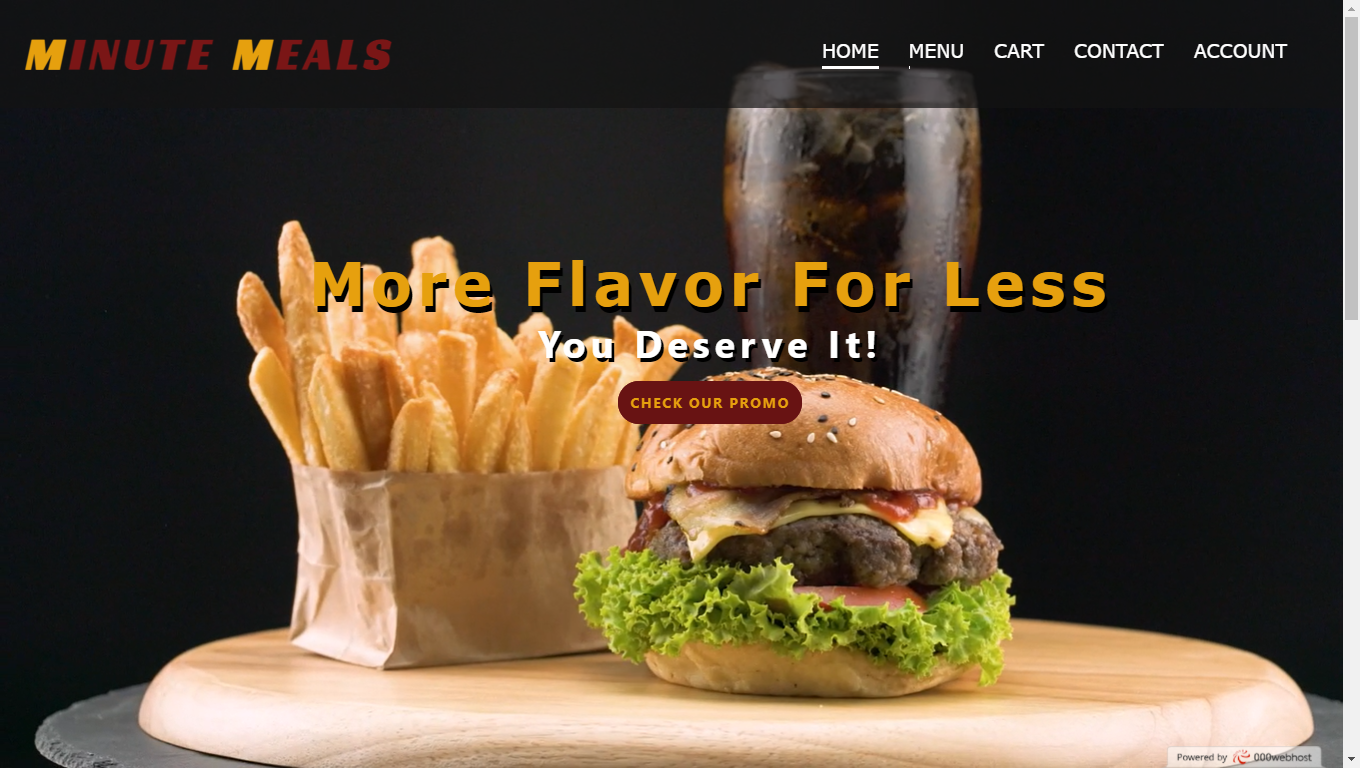 MINUTE MEALS
HOME MENU CART CONTACT ACCOUNT
More Flavor For Less
You Deserve It!
CHECK OUR PROMO
Powered by 000webhost